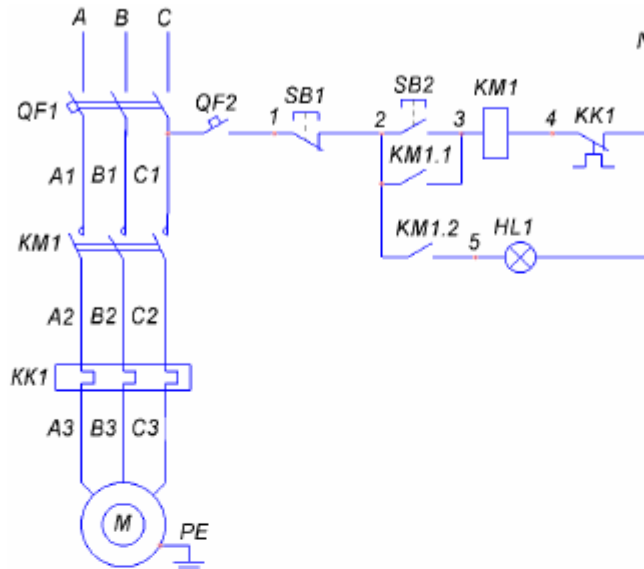 A B C
N
QF1 QF2 1 SB1 2 SB2 3 KM1 4 KK1
A1 B1 C1 KM1.1
KM1 KM1.2 5 HL1
A2 B2 C2
KK1
A3 B3 C3
M PE